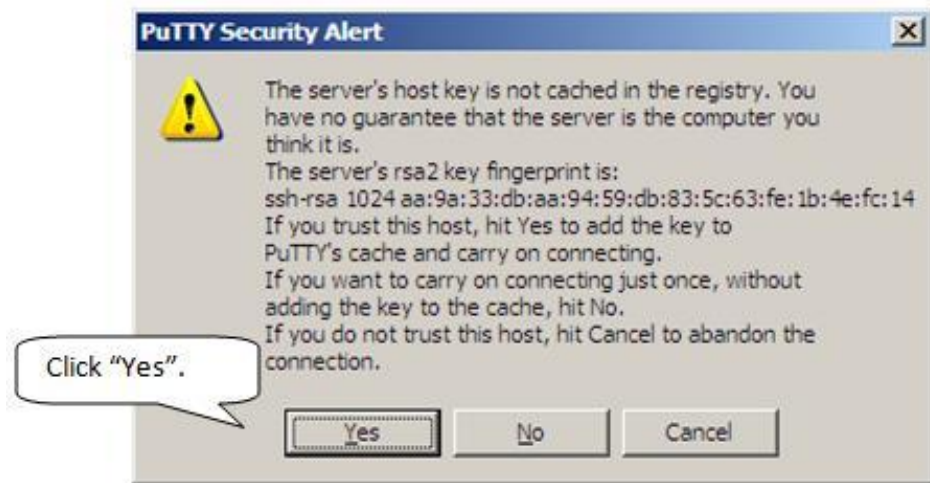 PuTTY Security Alert
The server's host key is not cached in the registry. You
have no guarantee that the server is the computer you
think it is.
The server's rsa2 key fingerprint is:
ssh-rsa 1024 aa:9a:33:db:aa:94:59:db:83:5c:63:fe:1b:4e:fc:14
If you trust this host, hit Yes to add the key to
PuTTY's cache and carry on connecting.
If you want to carry on connecting just once, without
adding the key to the cache, hit No.
If you do not trust this host, hit Cancel to abandon the
connection.
Click “Yes”.
Yes No Cancel